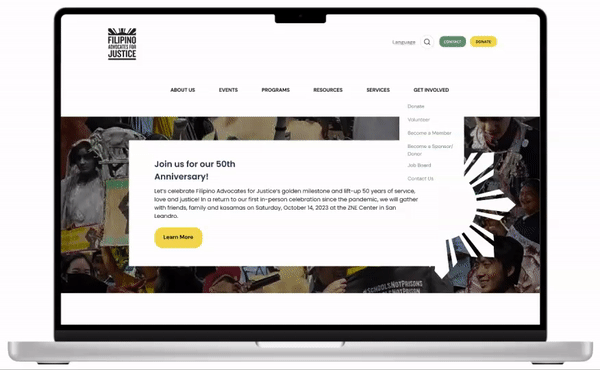 FILIPINO
ADVOCATES FOR
JUSTICE
Language
CONTACT
DONATE
ABOUT US
EVENTS
PROGRAMS
RESOURCES
SERVICES
GET INVOLVED
Donate
Volunteer
Become a Member
Become a Sponsor/
Donor
Job Board
Contact Us
Join us for our 50th
Anniversary!
Let's celebrate Filipino Advocates for Justice's golden milestone and lift-up 50 years of service,
love and justice! In a return to our first in-person celebration since the pandemic, we will gather
with friends, family and kasamas on Saturday, October 14, 2023 at the ZNL Center in San
Leandro.
Learn More
#SCHOOLSNOTPRISONS